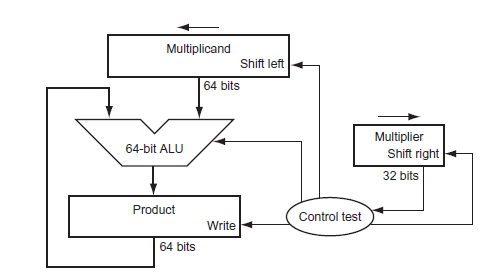 Multiplicand
Shift left
64 bits
64-bit ALU
Multiplier
Shift right
32 bits
Product
Write
Control test
64 bits